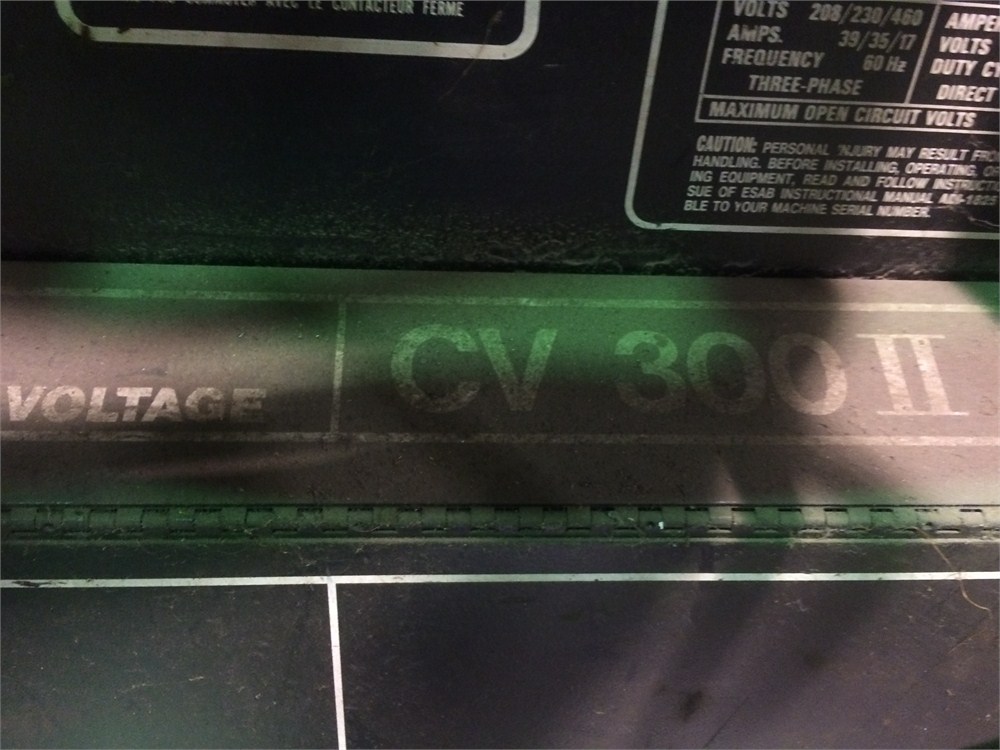 AVEC LE CONTACTEUR FERME
VOLTS 208/230/460
AMPS. 39/35/17
FREQUENCY 60 Hz
THREE-PHASE
VOLTS
DIRECT
MAXIMUM OPEN CIRCUIT VOLTS
CAUTION: PERSONAL INJURY MAY RESULT
HANDLING. BEFORE INSTALLING, OPERATING,
ING EQUIPMENT, READ AND FOLLOW
SUE OF ESAB INSTRUCTIONAL MANUAL
BLE TO YOUR MACHINE SERIAL NUMBER.
VOLTAGE
CV 300 II